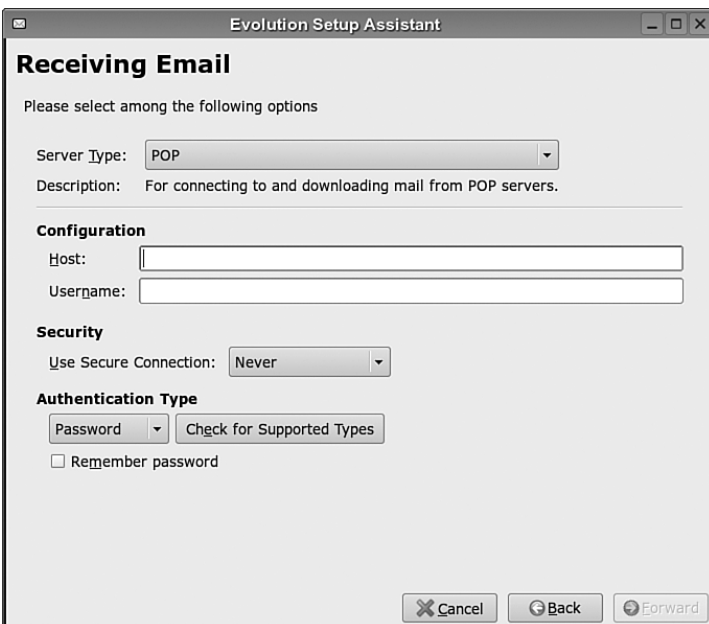 Evolution Setup Assistant
Receiving Email
Please select among the following options
Server Type: POP
Description: For connecting to and downloading mail from POP servers.
Configuration
Host:
Username:
Security
Use Secure Connection: Never
Authentication Type
Password Check for Supported Types
Remember password
Cancel Back Forward